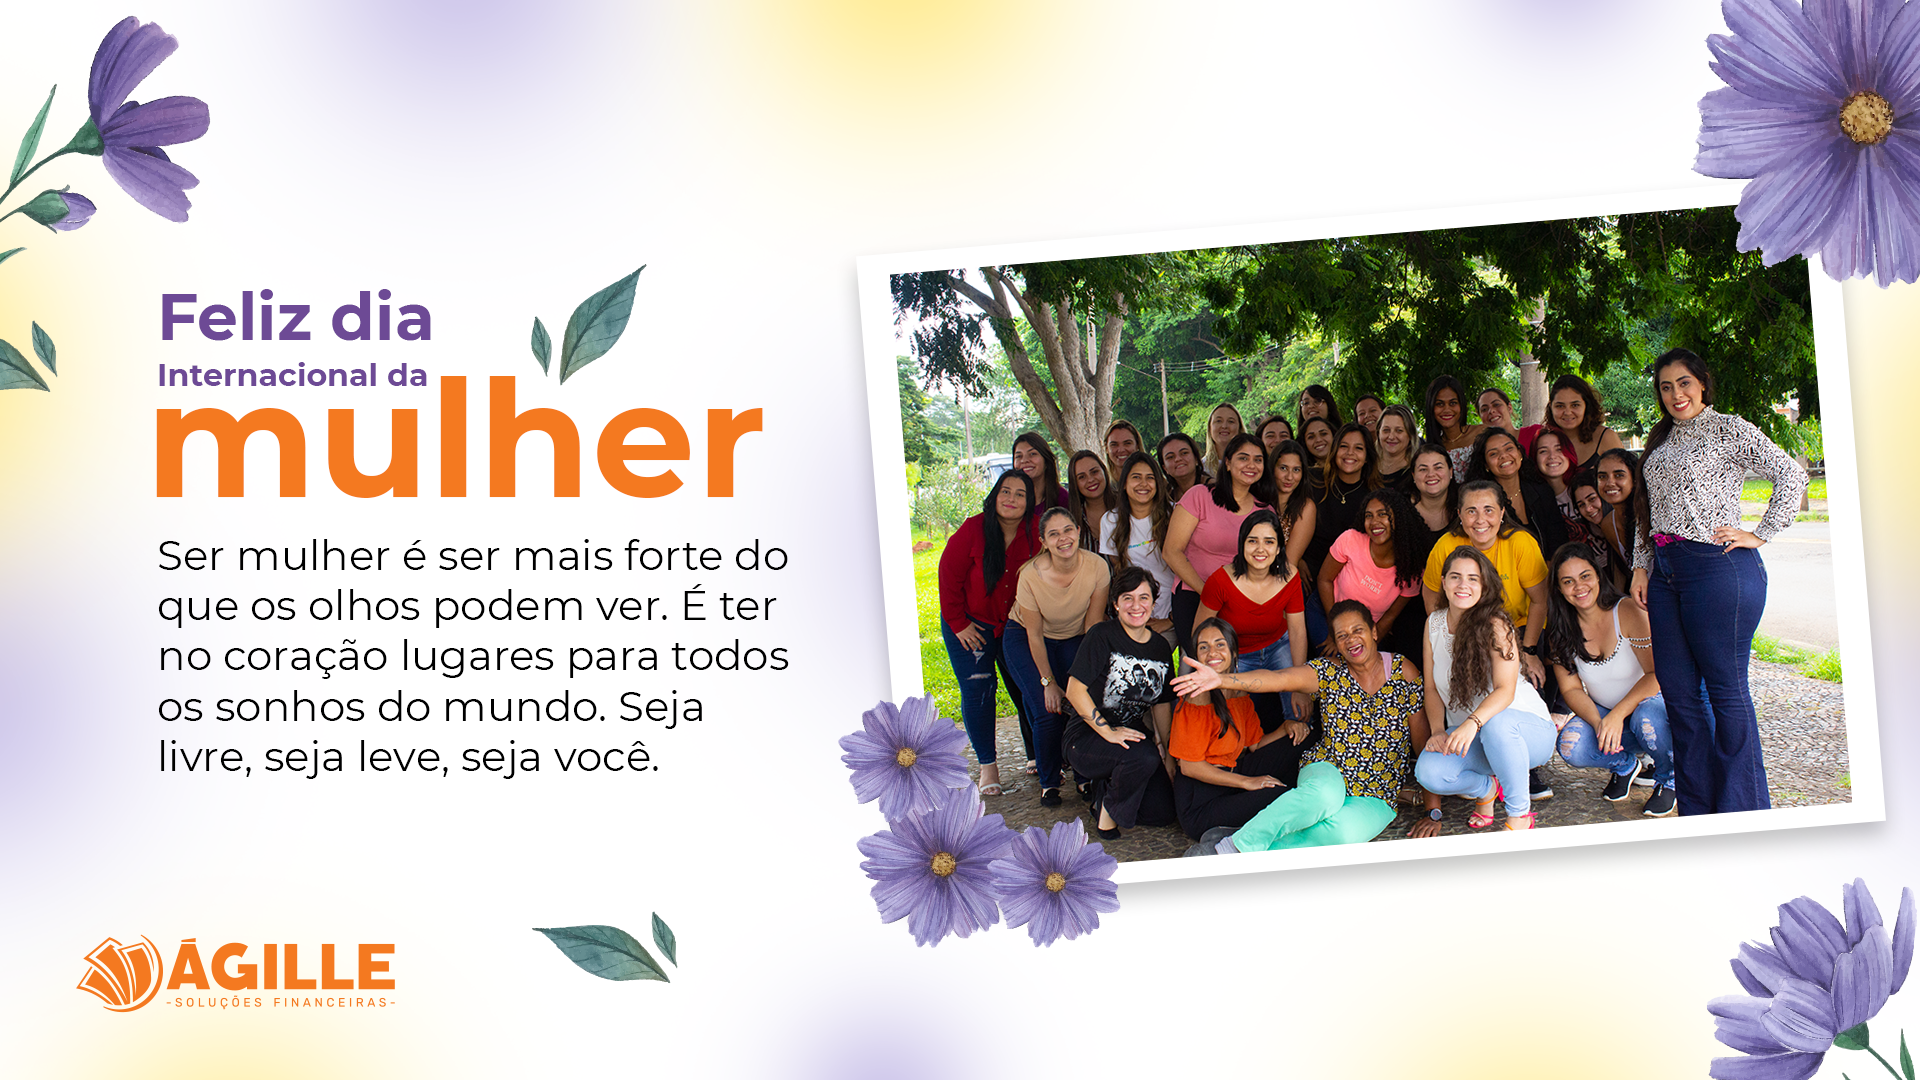 Feliz dia
Internacional da
mulher
Ser mulher é ser mais forte do
que os olhos podem ver. É ter
no coração lugares para todos
os sonhos do mundo. Seja
livre, seja leve, seja você.
ÁGILLE
-SOLUÇÕES FINANCEIRAS-